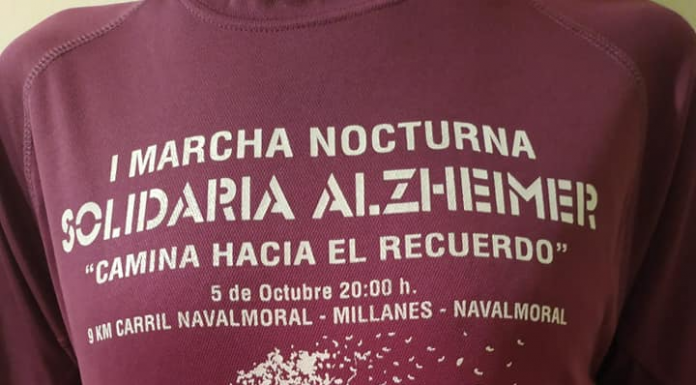 I MARCHA NOCTURNA
SOLIDARIA ALZHEIMER
“CAMINA HACIA EL RECUERDO”
5 de Octubre 20:00 h.
9 KM CARRIL NAVALMORAL - MILLANES - NAVALMORAL